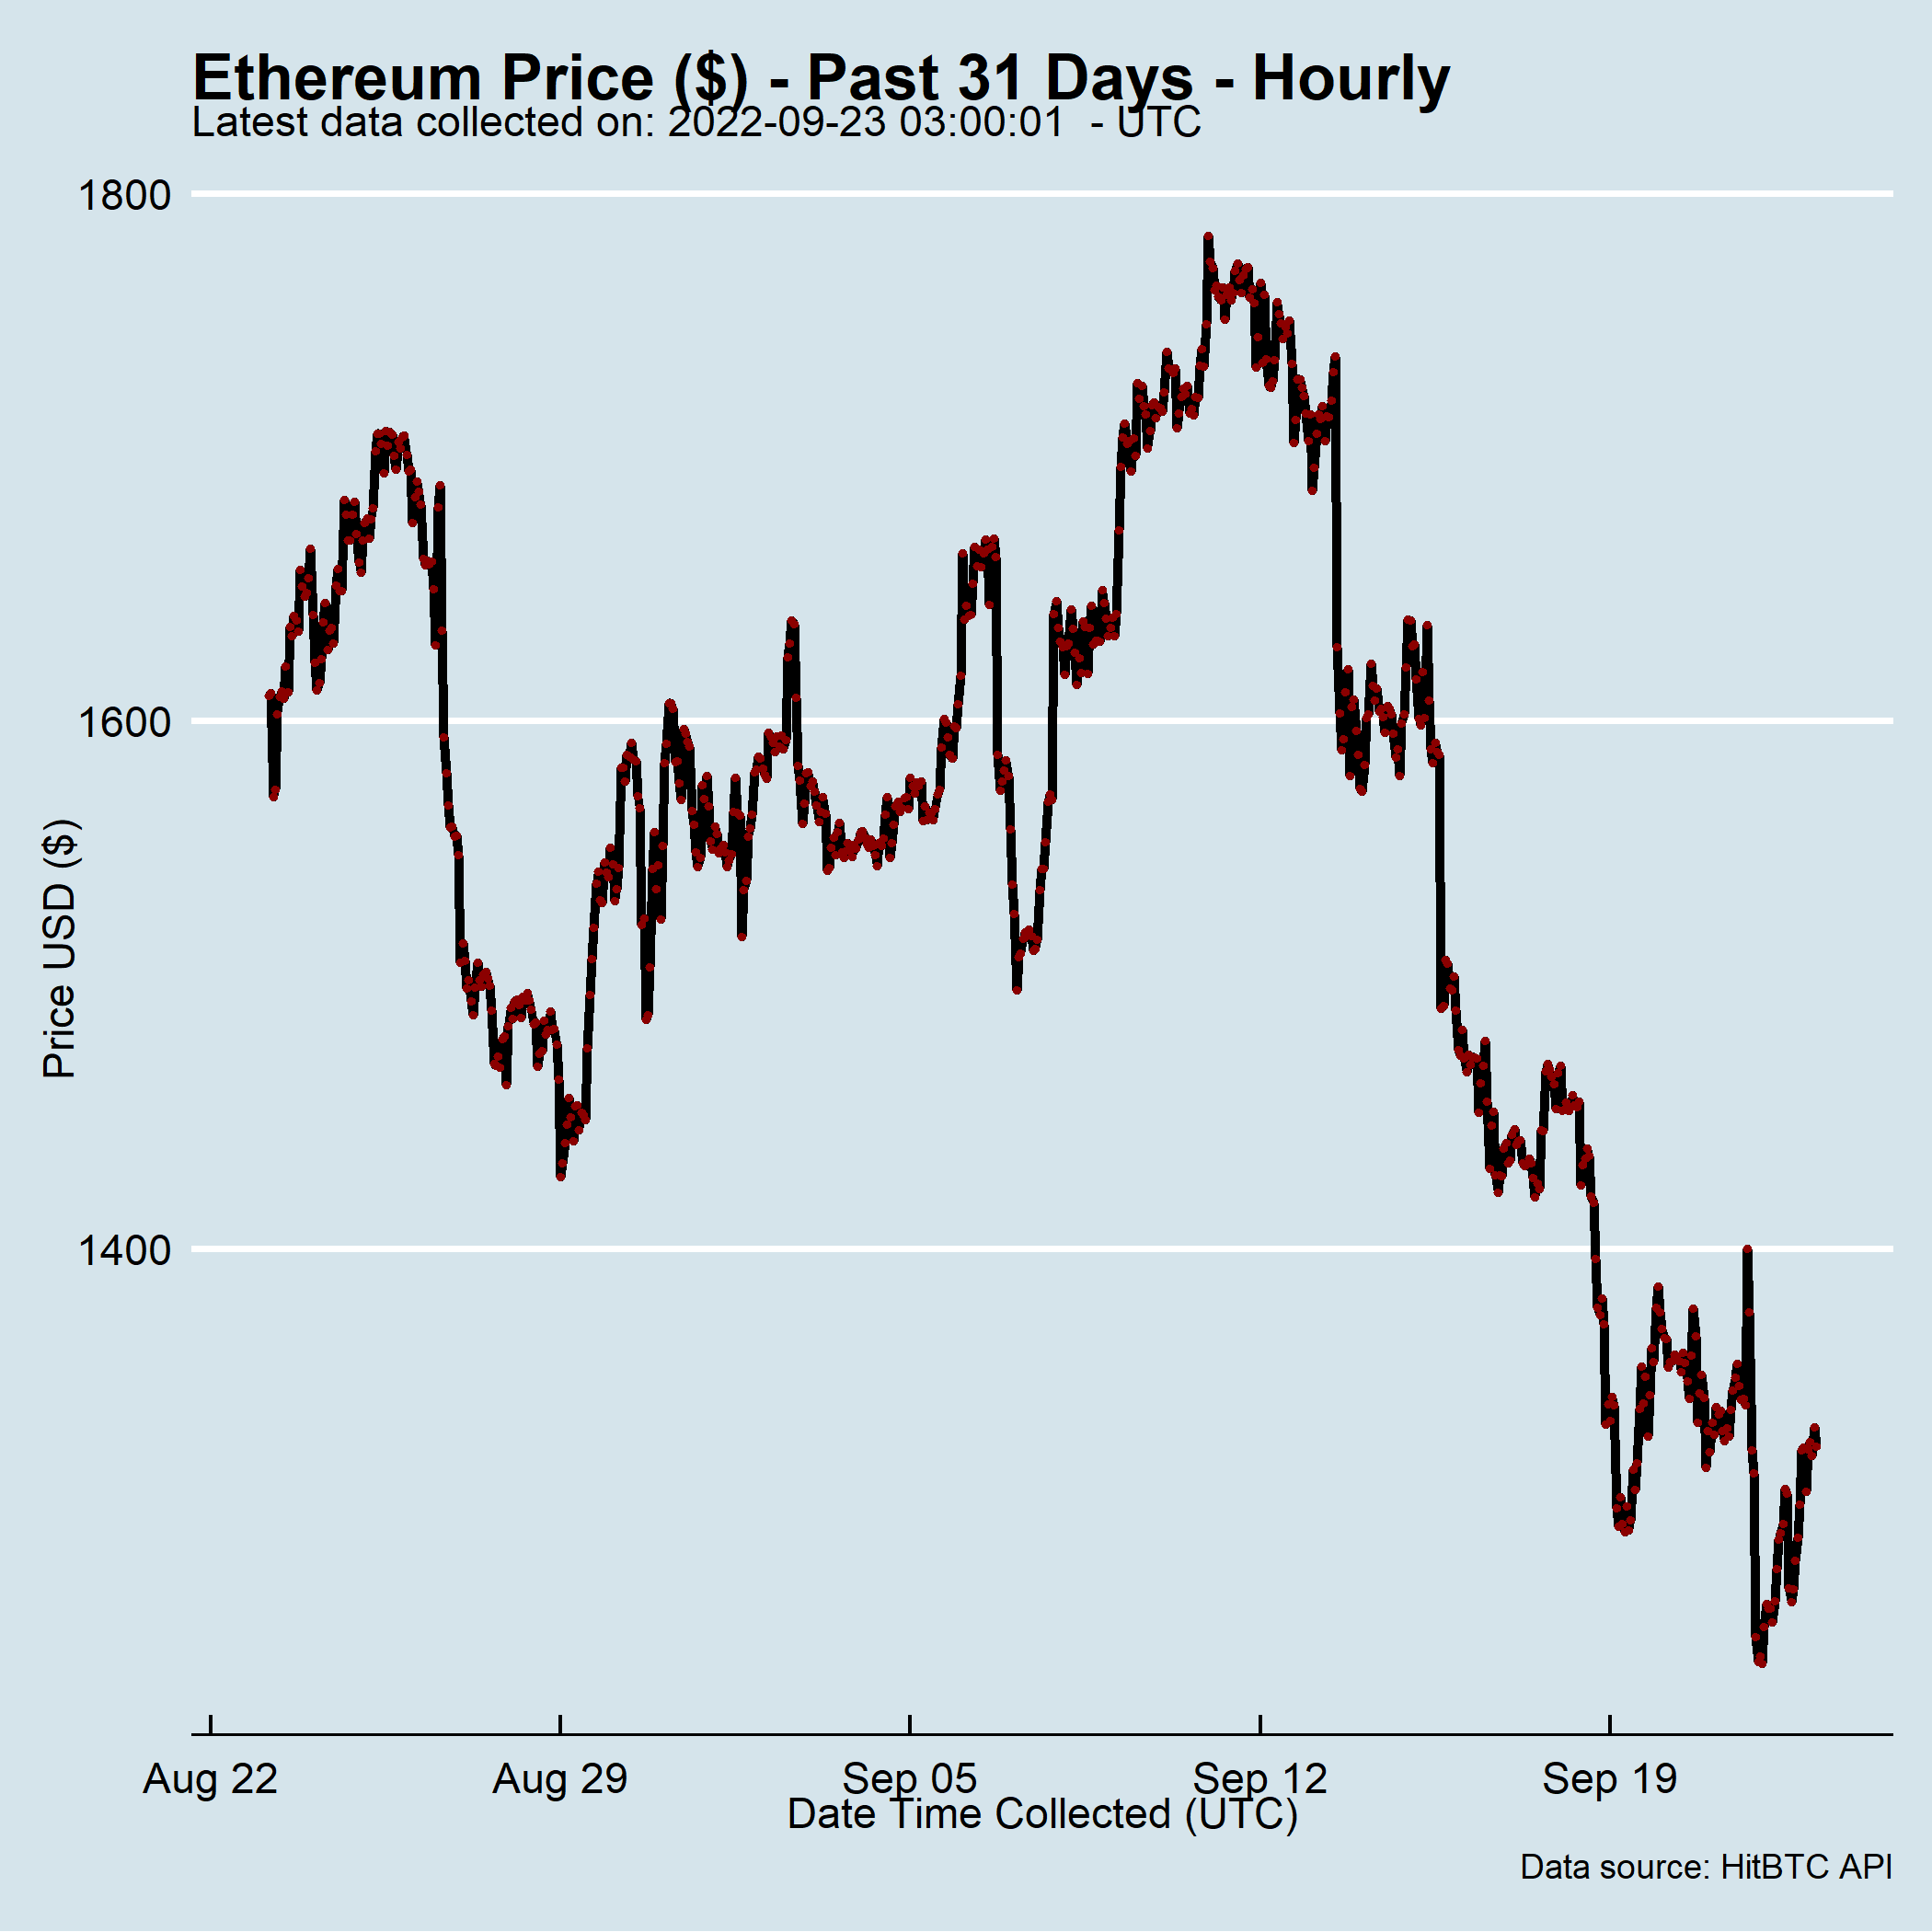 Ethereum Price ($) - Past 31 Days - Hourly
Latest data collected on: 2022-09-23 03:00:01  - UTC
1800
1600
1400
Price USD ($)
Aug 22 Aug 29 Sep 05 Sep 12 Sep 19
Date Time Collected (UTC)
Data source: HitBTC API